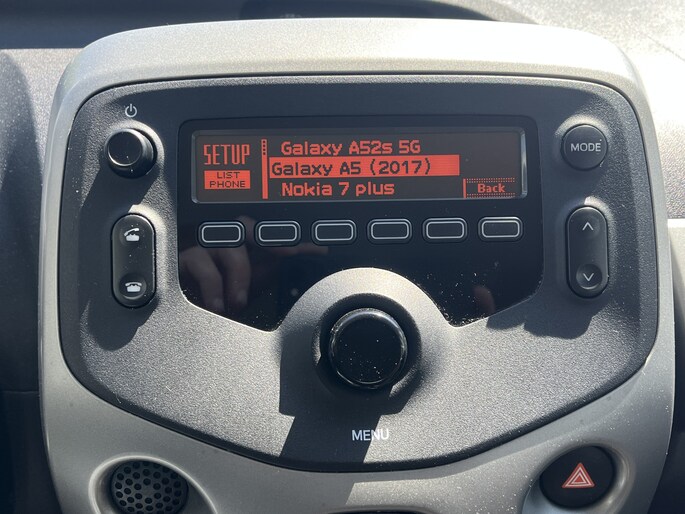 SETUP
LIST
PHONE
Galaxy A52s 5G
Galaxy A5 (2017)
Nokia 7 plus
Back
MODE
MENU